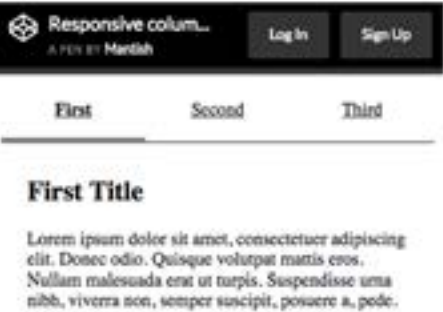 Responsive colum...
A PEN BY Mantish
Log In
Sign Up
First
Second
Third
First Title
Lorem ipsum dolor sit amet, consectetuer adipiscing
elit. Donec odio. Quisque volutpat mattis eros.
Nullam malesuada erat ut turpis. Suspendisse urna
nibh, viverra non, semper suscipit, posuere a, pede.